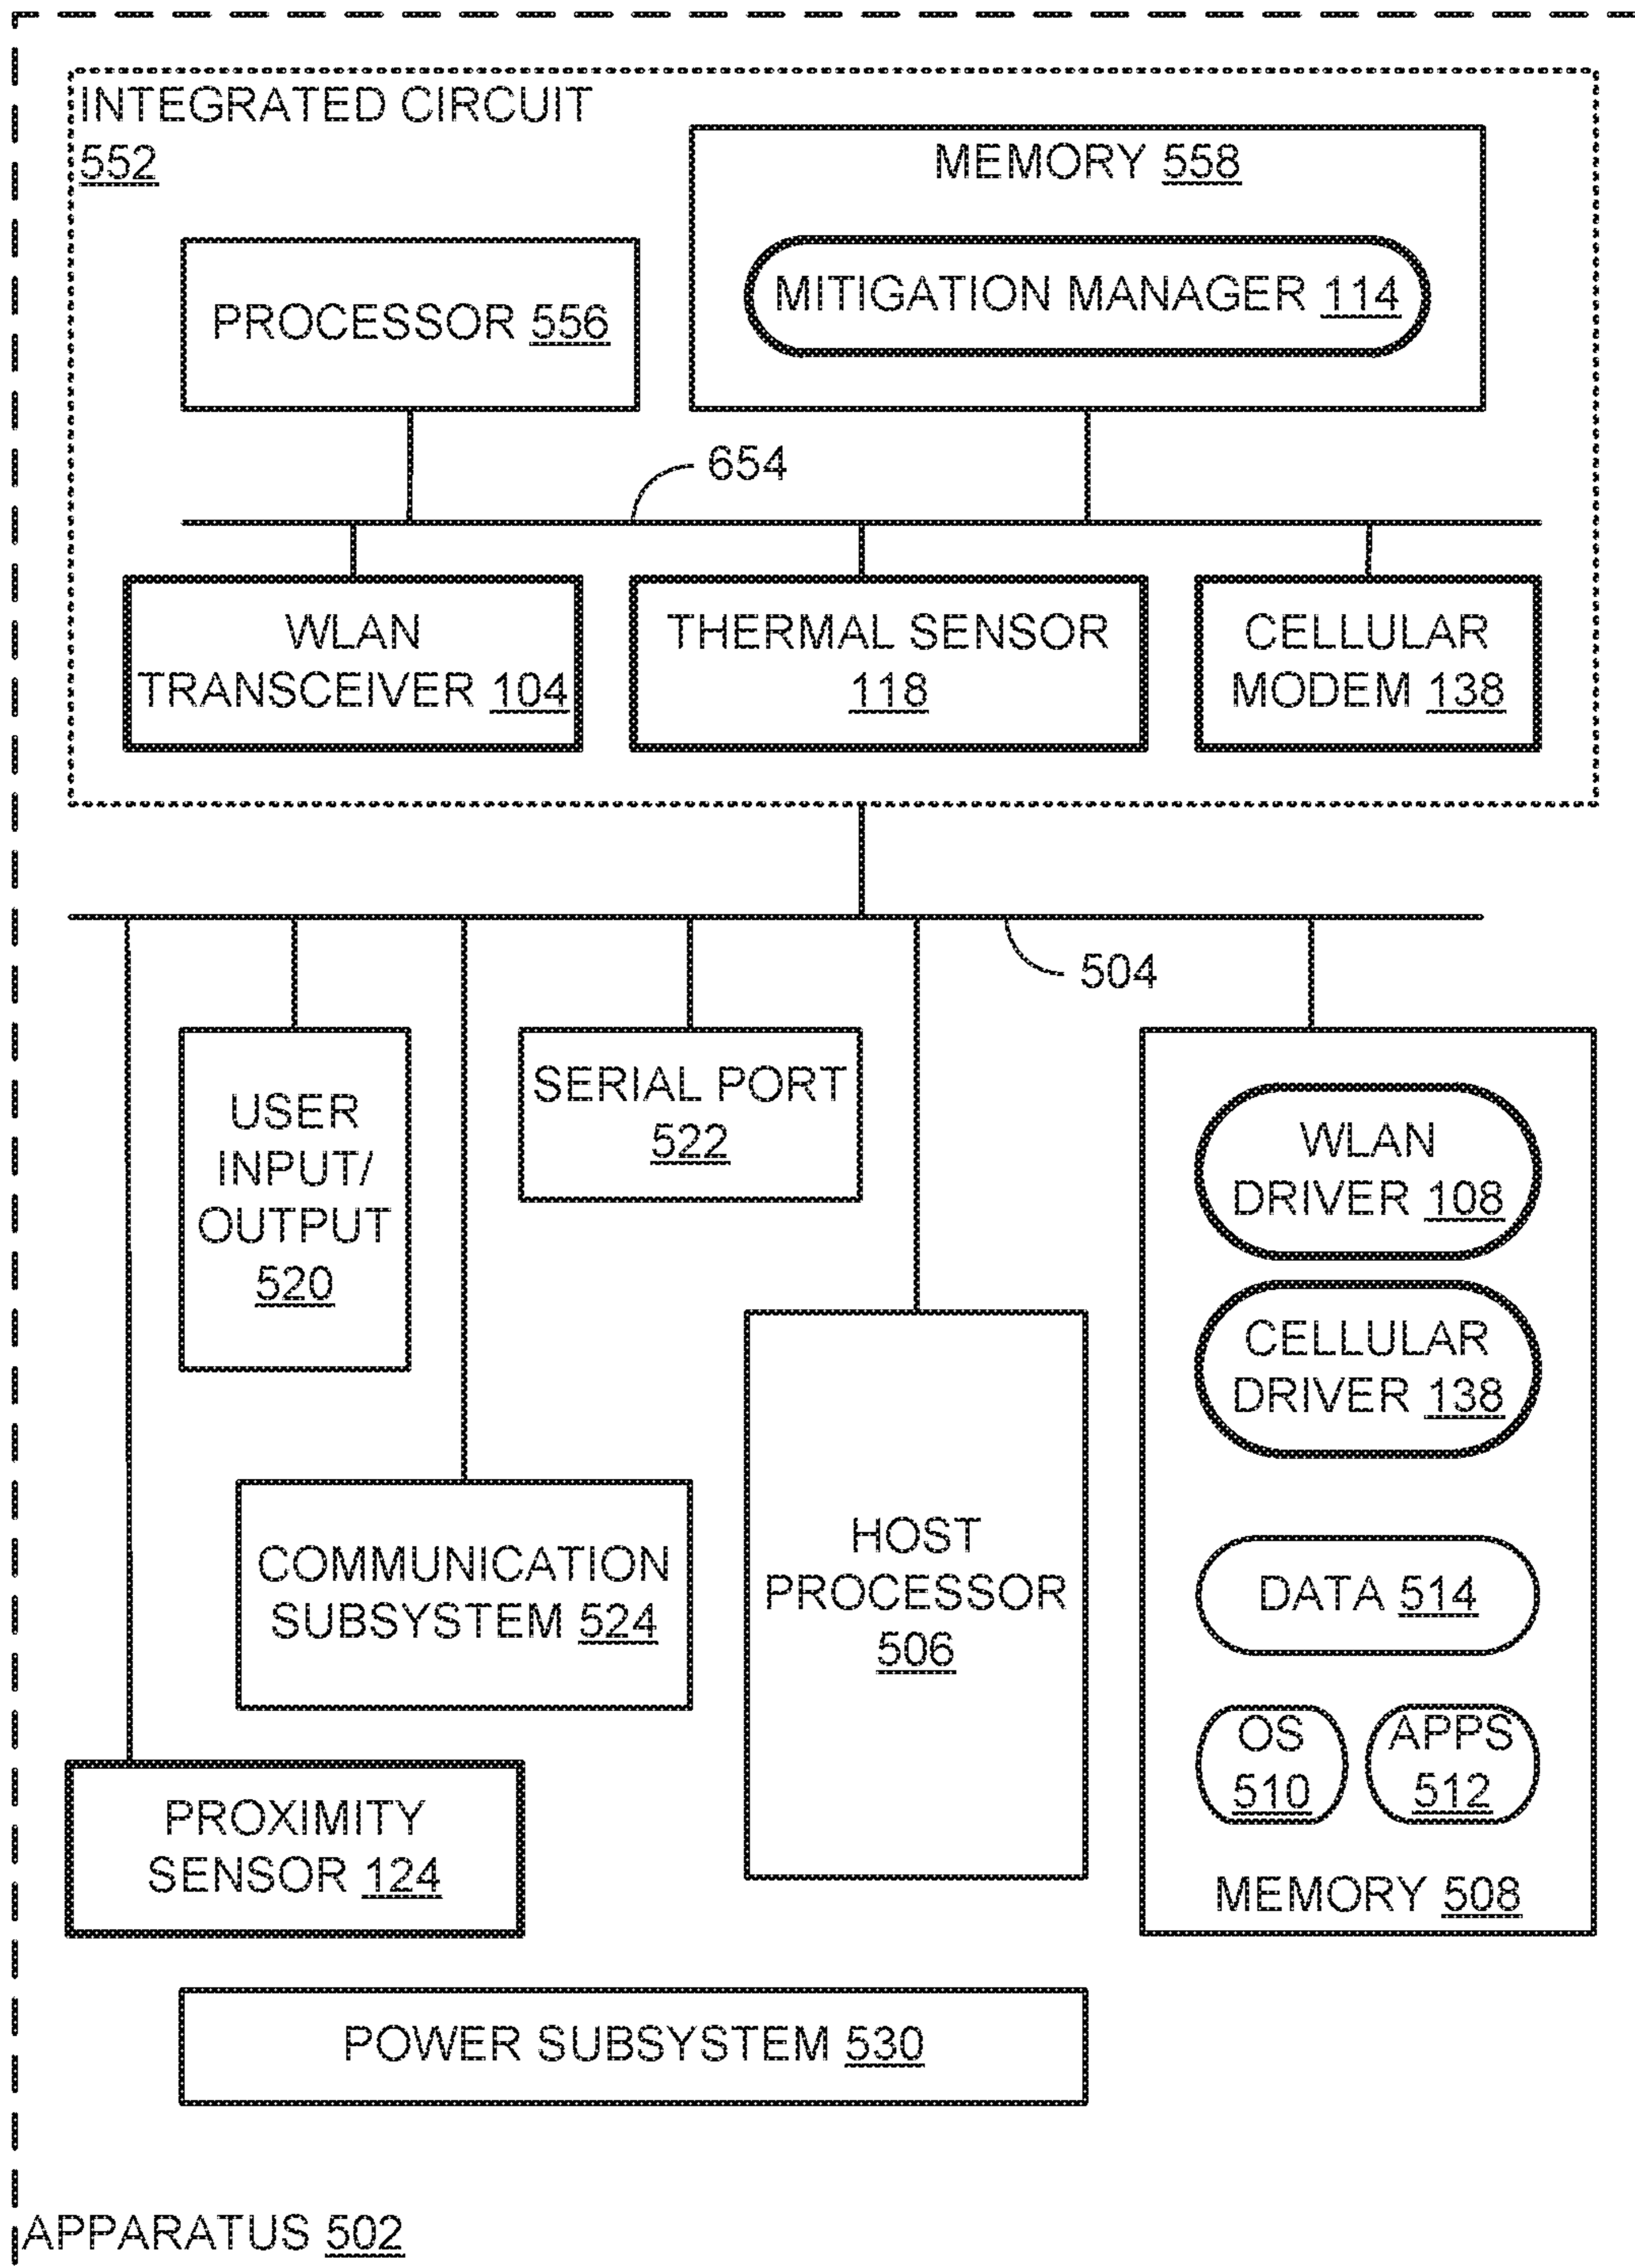 INTEGRATED CIRCUIT
552
MEMORY 558
MITIGATION MANAGER 114
PROCESSOR 556
654
WLAN
TRANSCEIVER 104
THERMAL SENSOR
118
CELLULAR
MODEM 138
504
USER
INPUT/
OUTPUT
520
SERIAL PORT
522
WLAN
DRIVER 108
CELLULAR
DRIVER 138
COMMUNICATION
SUBSYSTEM 524
HOST
PROCESSOR
506
DATA 514
OS
510
APPS
512
MEMORY 508
PROXIMITY
SENSOR 124
POWER SUBSYSTEM 530
APPARATUS 502